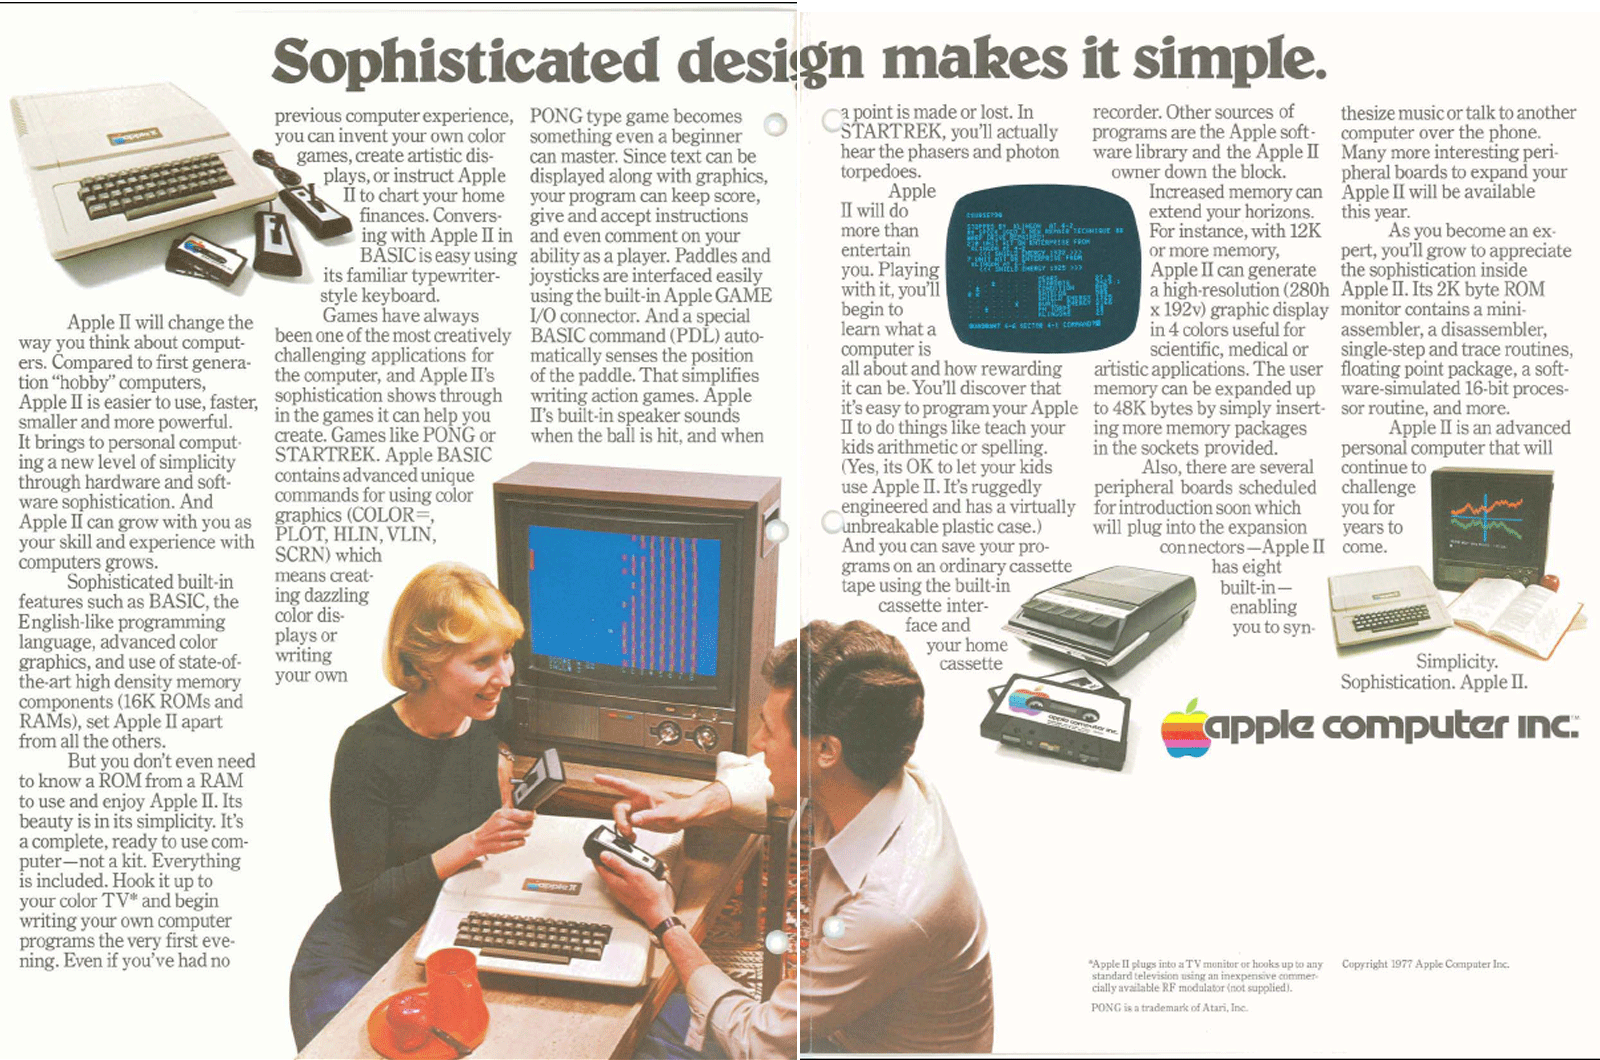 Sophisticated design makes it simple.
apple II
Apple II will change the
way you think about comput-
ers. Compared to first genera-
tion “hobby” computers,
Apple II is easier to use, faster,
smaller and more powerful.
It brings to personal comput-
ing a new level of simplicity
through hardware and soft-
ware sophistication. And
Apple II can grow with you as
your skill and experience with
computers grows.
Sophisticated built-in
features such as BASIC, the
English-like programming
language, advanced color
graphics, and use of state-of-
the-art high density memory
components (16K ROMs and
RAMs), set Apple II apart
from all the others.
But you don’t even need
to know a ROM from a RAM
to use and enjoy Apple II. Its
beauty is in its simplicity. It’s
a complete, ready to use com-
puter—not a kit. Everything
is included. Hook it up to
your color TV* and begin
writing your own computer
programs the very first eve-
ning. Even if you’ve had no
previous computer experience,
you can invent your own color
games, create artistic dis-
plays, or instruct Apple
II to chart your home
finances. Convers-
ing with Apple II in
BASIC is easy using
its familiar typewriter-
style keyboard.
Games have always
been one of the most creatively
challenging applications for
the computer, and Apple II’s
sophistication shows through
in the games it can help you
create. Games like PONG or
STARTREK. Apple BASIC
contains advanced unique
commands for using color
graphics (COLOR=,
PLOT, HLIN, VLIN,
SCRN) which
means creat-
ing dazzling
color dis-
plays or
writing
your own
PONG type game becomes
something even a beginner
can master. Since text can be
displayed along with graphics,
your program can keep score,
give and accept instructions
and even comment on your
ability as a player. Paddles and
joysticks are interfaced easily
using the built-in Apple GAME
I/O connector. And a special
BASIC command (PDL) auto-
matically senses the position
of the paddle. That simplifies
writing action games. Apple
II’s built-in speaker sounds
when the ball is hit, and when
apple II
a point is made or lost. In
STARTREK, you’ll actually
hear the phasers and photon
torpedoes.
Apple
II will do
more than
entertain
you. Playing
with it, you’ll
begin to
learn what a
computer is
all about and how rewarding
it can be. You’ll discover that
it’s easy to program your Apple
II to do things like teach your
kids arithmetic or spelling.
(Yes, its OK to let your kids
use Apple II. It’s ruggedly
engineered and has a virtually
unbreakable plastic case.)
And you can save your pro-
grams on an ordinary cassette
tape using the built-in
cassette inter-
face and
your home
cassette
apple computer inc.
recorder. Other sources of
programs are the Apple soft-
ware library and the Apple II
owner down the block.
Increased memory can
extend your horizons.
For instance, with 12K
or more memory,
Apple II can generate
a high-resolution (280h
x 192v) graphic display
in 4 colors useful for
scientific, medical or
artistic applications. The user
memory can be expanded up
to 48K bytes by simply insert-
ing more memory packages
in the sockets provided.
Also, there are several
peripheral boards scheduled
for introduction soon which
will plug into the expansion
connectors—Apple II
has eight
built-in—
enabling
you to syn-
thesize music or talk to another
computer over the phone.
Many more interesting peri-
pheral boards to expand your
Apple II will be available
this year.
As you become an ex-
pert, you’ll grow to appreciate
the sophistication inside
Apple II. Its 2K byte ROM
monitor contains a mini-
assembler, a disassembler,
single-step and trace routines,
floating point package, a soft-
ware-simulated 16-bit proces-
sor routine, and more.
Apple II is an advanced
personal computer that will
continue to
challenge
you for
years to
come.
Simplicity.
Sophistication. Apple II.
apple computer inc.™
*Apple II plugs into a TV monitor or hooks up to any
standard television using an inexpensive commer-
cially available RF modulator (not supplied).
PONG is a trademark of Atari, Inc.
Copyright 1977 Apple Computer Inc.